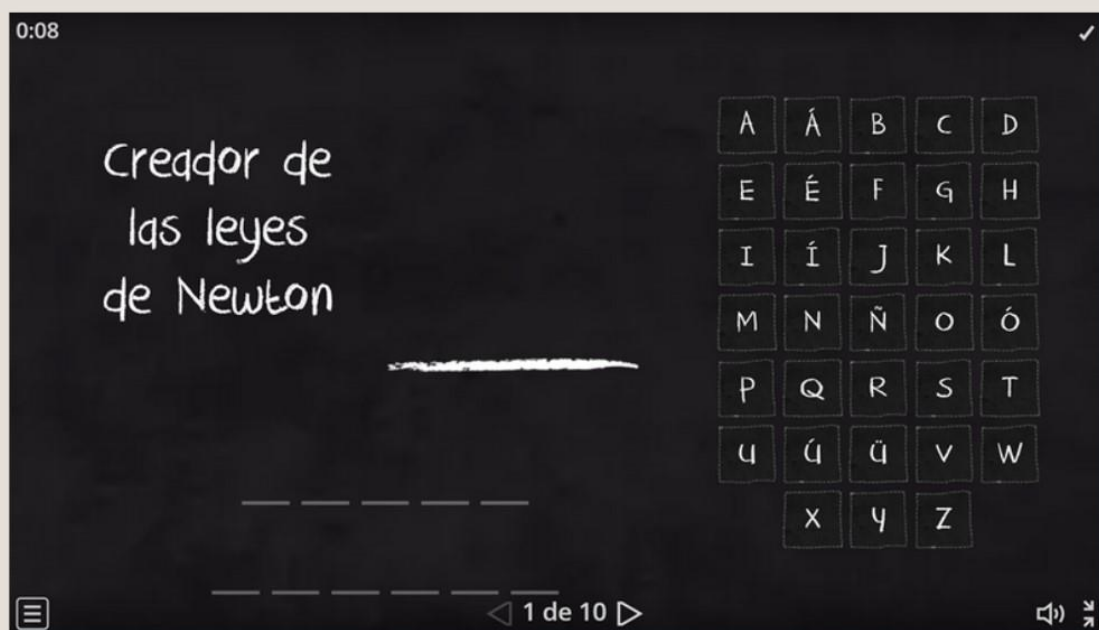 0:08
Creador de
las leyes
de Newton
A Á B C D
E É F G H
I Í J K L
M N Ñ O Ó
P Q R S T
U Ú Ü V W
X Y Z
1 de 10